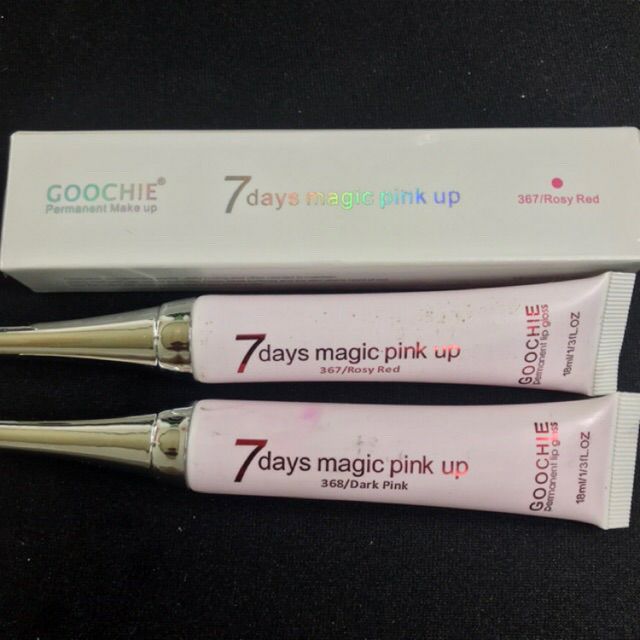 GOOCHIE®
Permanent Make up
7days magic pink up
367/Rosy Red
7days magic pink up
367/Rosy Red
GOOCHIE
Permanent lip gloss
18ml/1/3FL.OZ
7days magic pink up
368/Dark Pink
GOOCHIE
Permanent lip gloss
18ml/1/3FL.OZ